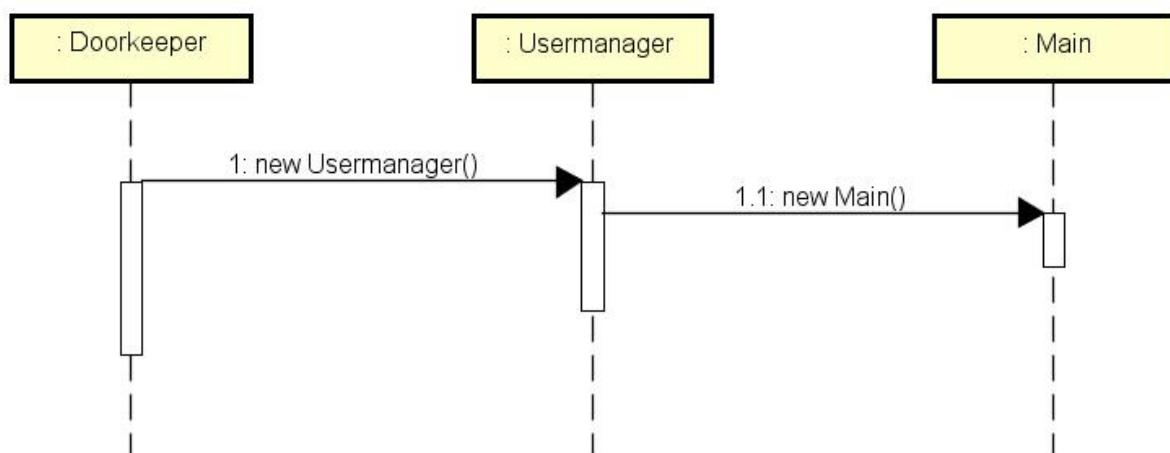 : Doorkeeper
: Usermanager
: Main
1: new Usermanager()
1.1: new Main()